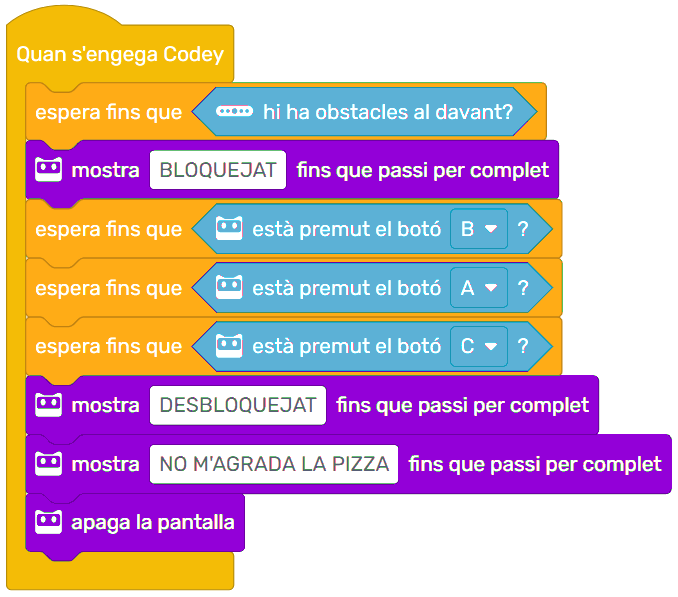 Quan s'engega Codey
espera fins que hi ha obstacles al davant?
mostra BLOQUEJAT fins que passi per complet
espera fins que està premut el botó B ?
espera fins que està premut el botó A ?
espera fins que està premut el botó C ?
mostra DESBLOQUEJAT fins que passi per complet
mostra NO M'AGRADA LA PIZZA fins que passi per complet
apaga la pantalla